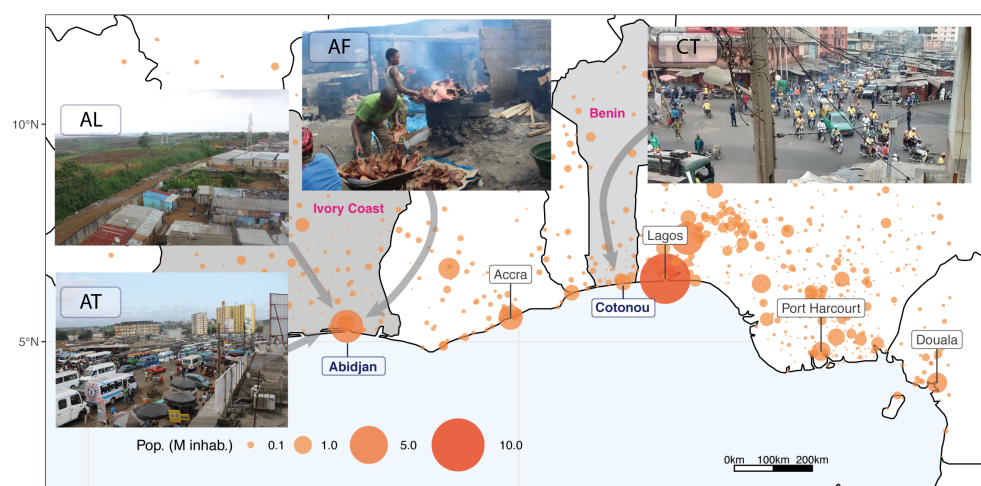 AF
CT
AL
10°N
Benin
Ivory Coast
Lagos
Accra
AT
Cotonou
Port Harcourt
5°N
Douala
Abidjan
Pop. (M inhab.)
0.1
1.0
5.0
10.0
0km
100km
200km